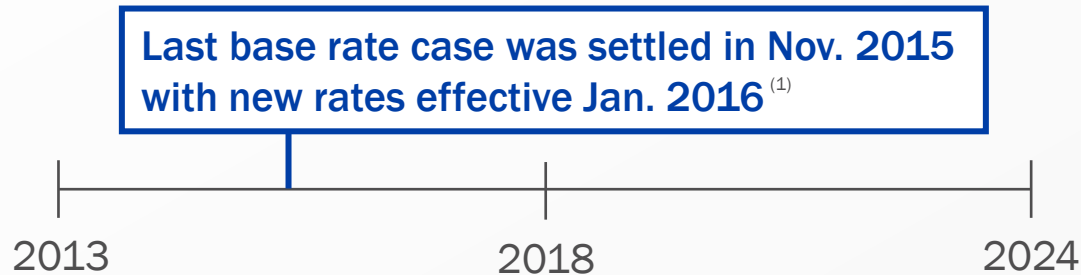 Last base rate case was settled in Nov. 2015
with new rates effective Jan. 2016 (1)
2013 2018 2024